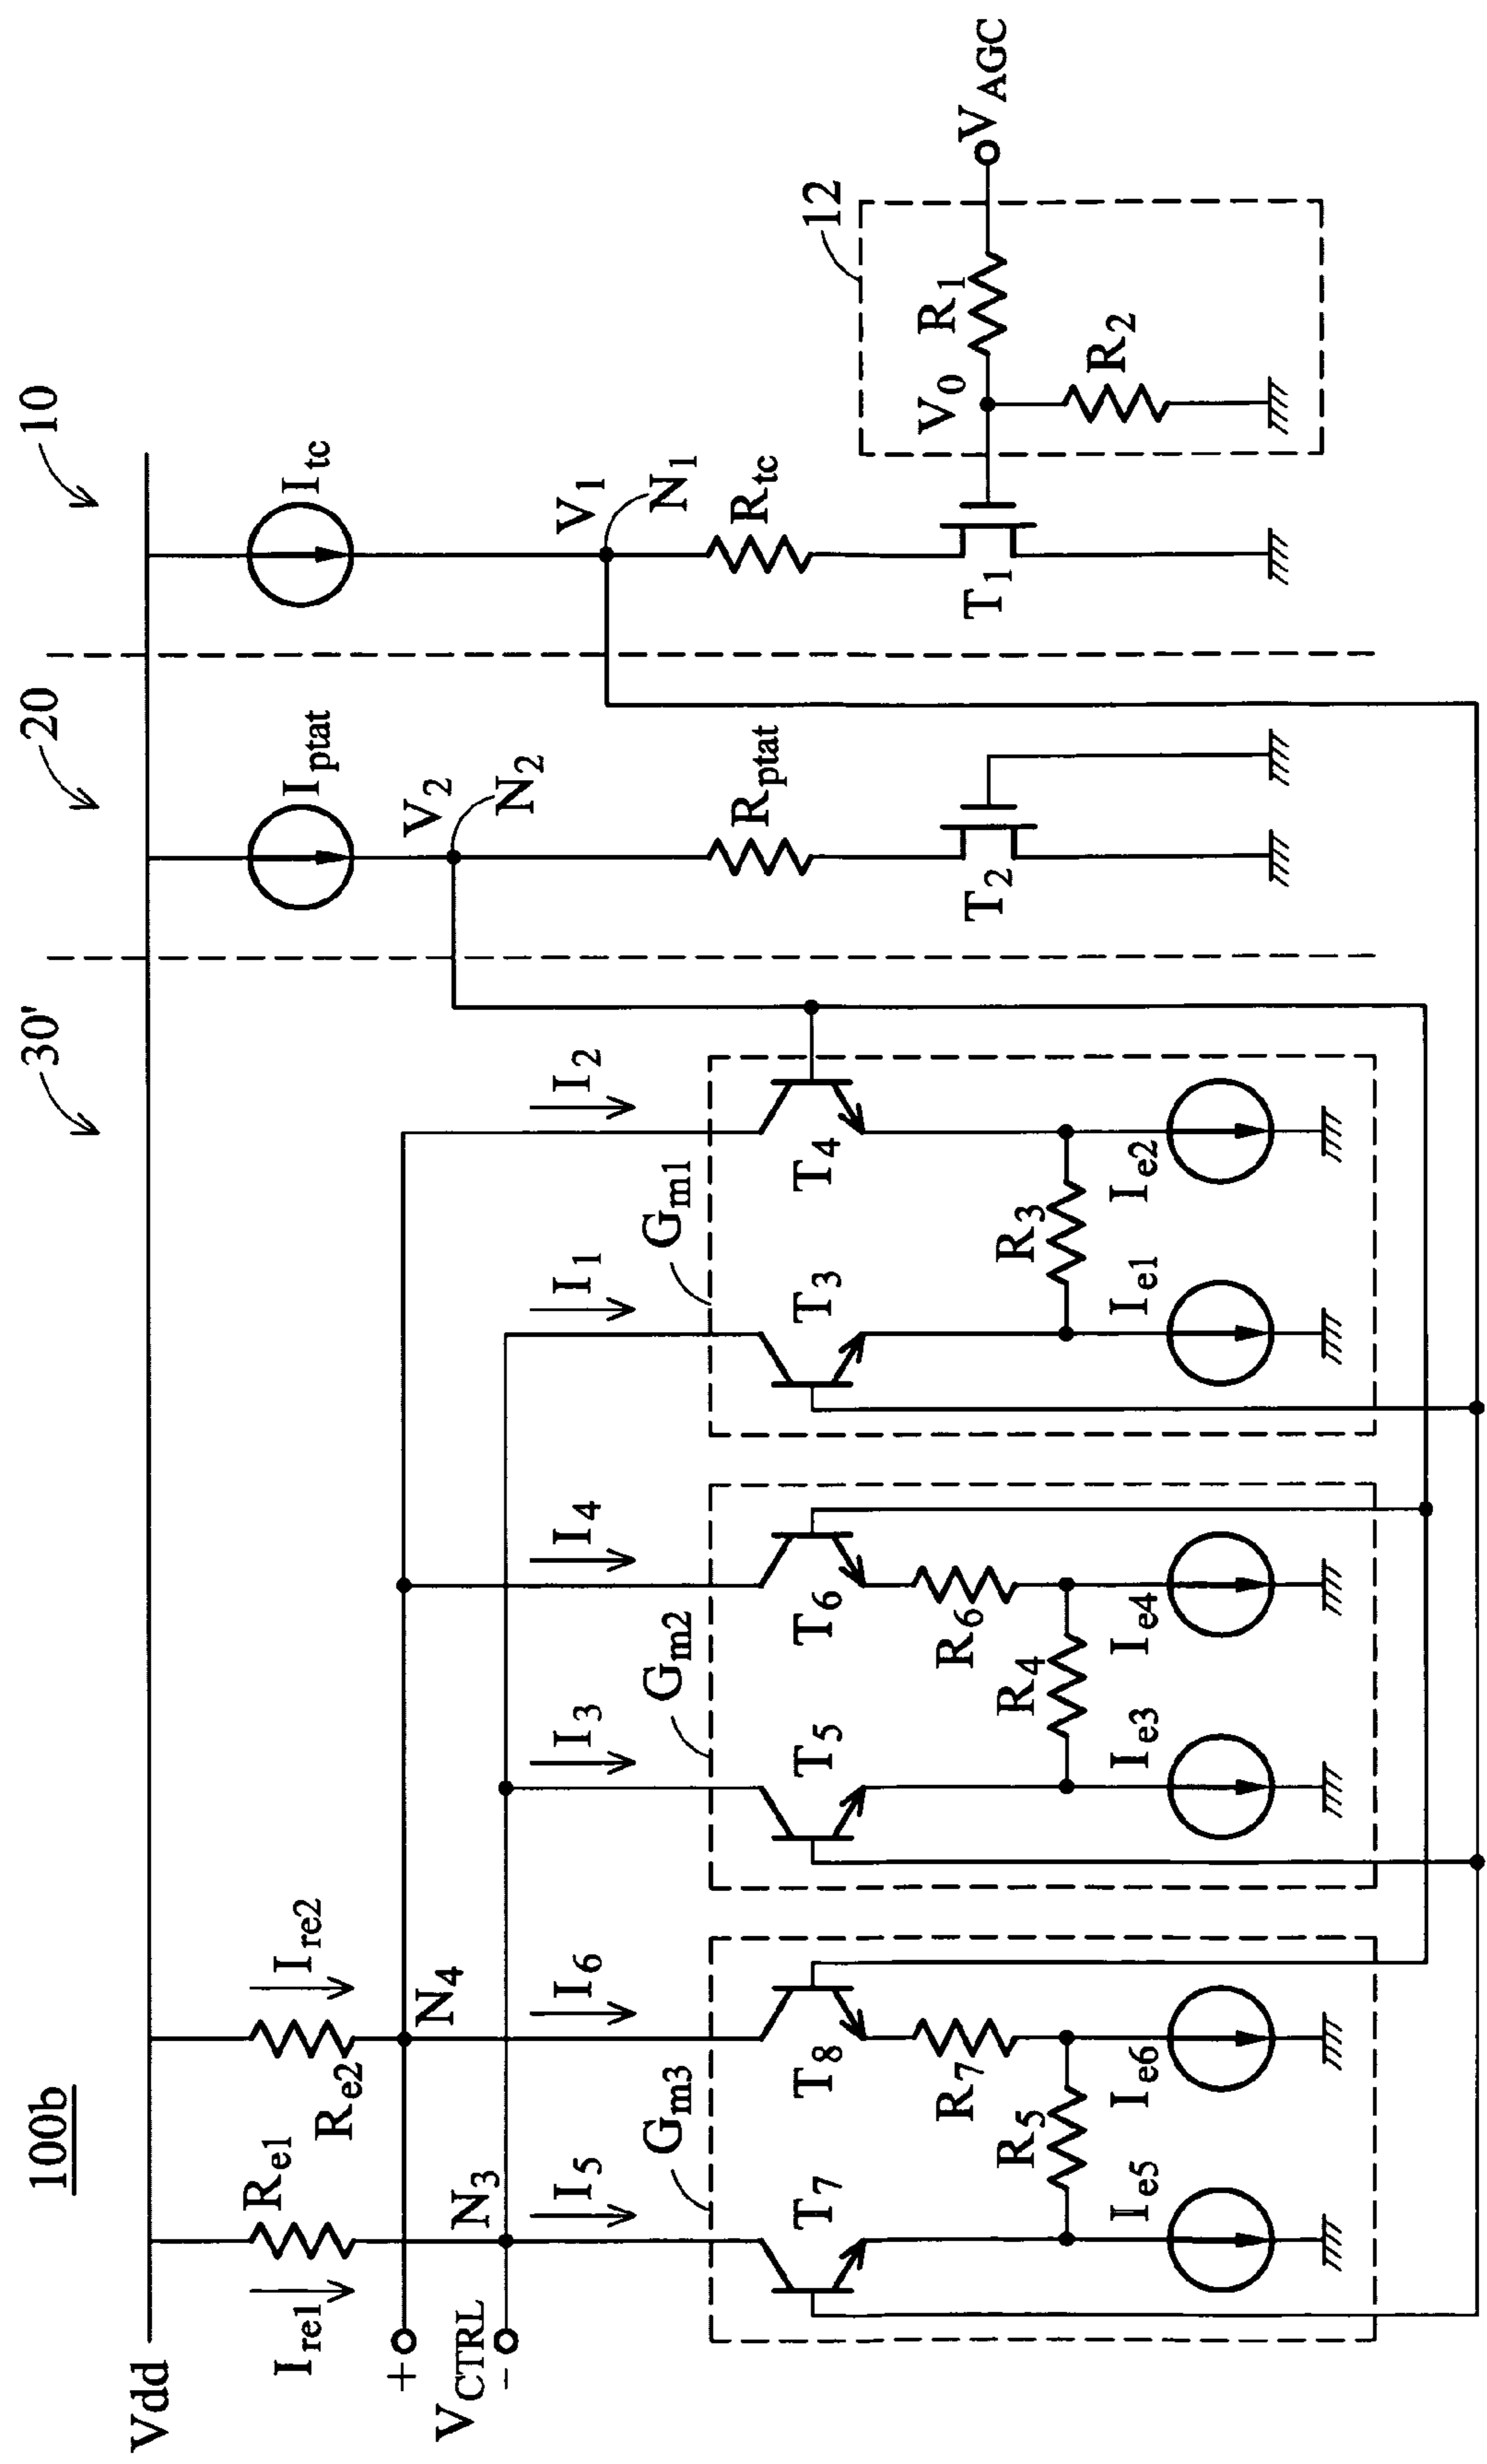 100b
30'
20
10
Vdd
Ire1
Re1
Re2
Ire2
Iptat
Itc
+
VCTRL
-
N3
N4
V2
N2
V1
N1
I5
I6
I3
I4
I1
I2
Gm3
Gm2
Gm1
T7
T8
T5
T6
T3
T4
Rptat
Rtc
R7
R6
T2
T1
R5
R4
R3
Ie5
Ie6
Ie3
Ie4
Ie1
Ie2
12
V0
R1
R2
VAGC